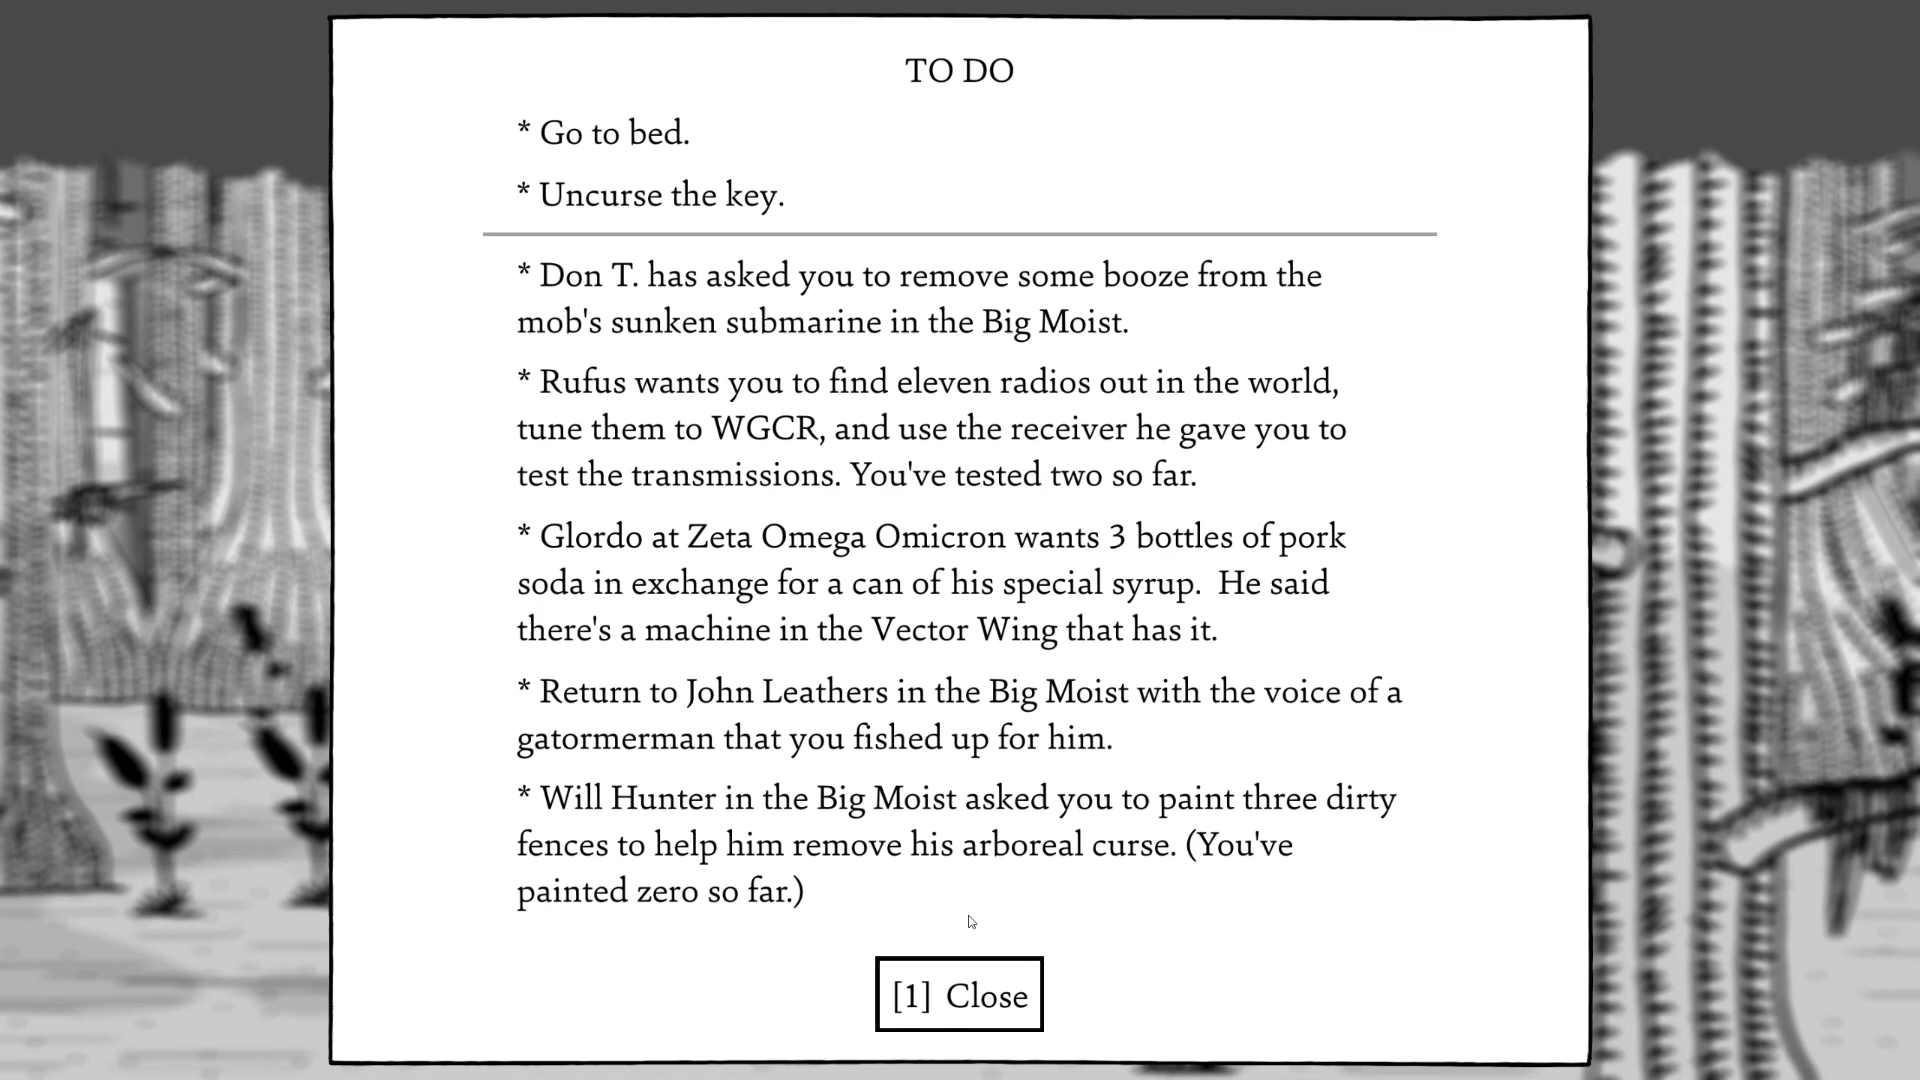 TO DO
* Go to bed.
* Uncurse the key.
* Don T. has asked you to remove some booze from the
mob's sunken submarine in the Big Moist.
* Rufus wants you to find eleven radios out in the world,
tune them to WGCR, and use the receiver he gave you to
test the transmissions. You've tested two so far.
* Glordo at Zeta Omega Omicron wants 3 bottles of pork
soda in exchange for a can of his special syrup.  He said
there's a machine in the Vector Wing that has it.
* Return to John Leathers in the Big Moist with the voice of a
gatormerman that you fished up for him.
* Will Hunter in the Big Moist asked you to paint three dirty
fences to help him remove his arboreal curse. (You've
painted zero so far.)
[1] Close